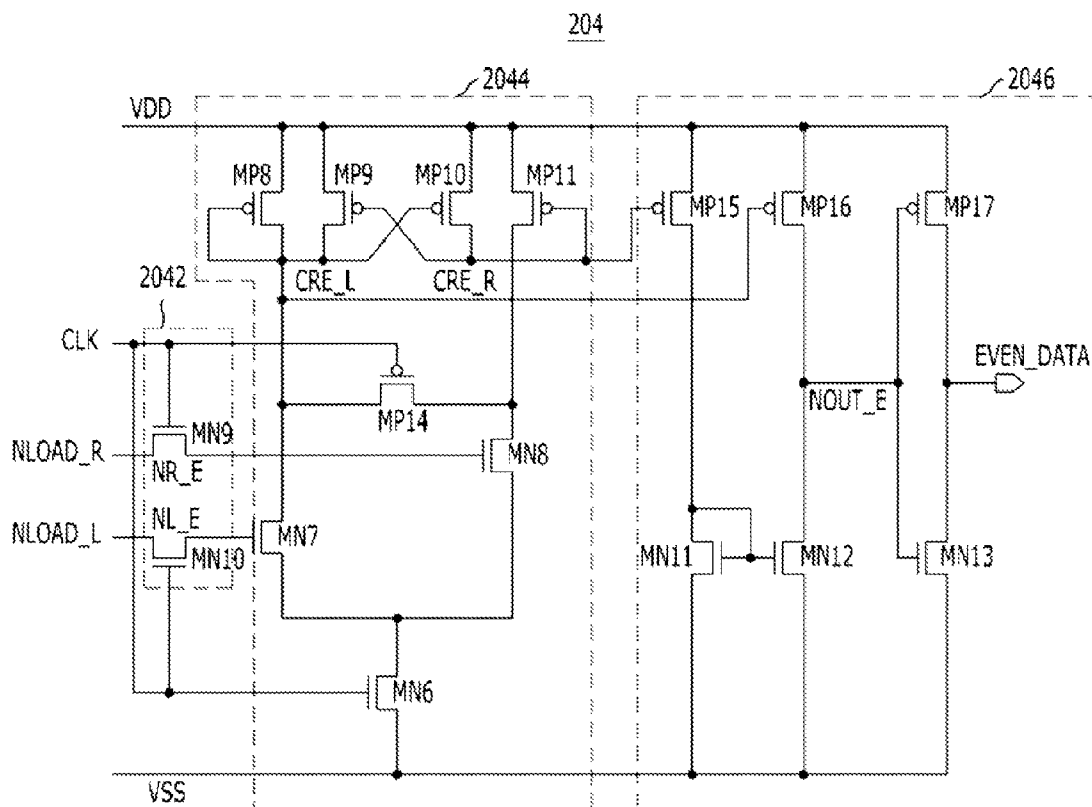 204
2044
2046
VDD
MP8
MP9
MP10
MP11
MP15
MP16
MP17
CRE_L
CRE_R
2042
CLK
EVEN_DATA
MP14
NOUT_E
MN9
NLOAD_R
NR_E
MN8
NL_E
NLOAD_L
MN10
MN7
MN11
MN12
MN13
MN6
VSS